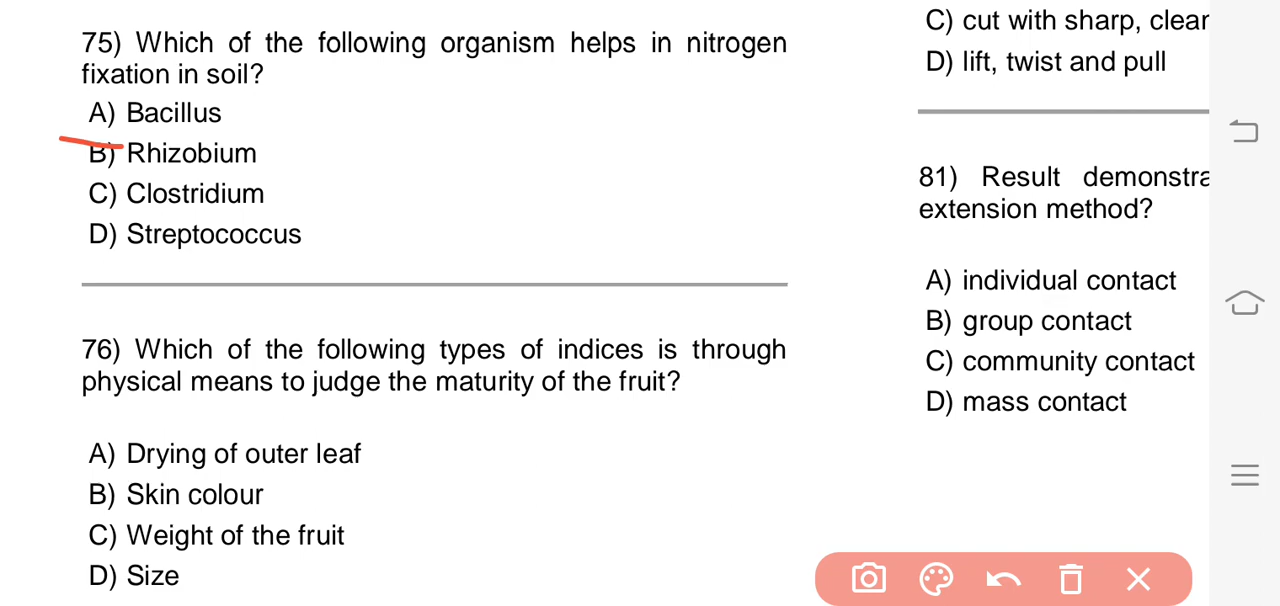 75) Which of the following organism helps in nitrogen
fixation in soil?
A) Bacillus
B) Rhizobium
C) Clostridium
D) Streptococcus
76) Which of the following types of indices is through
physical means to judge the maturity of the fruit?
A) Drying of outer leaf
B) Skin colour
C) Weight of the fruit
D) Size
C) cut with sharp,
D) lift, twist and pull
81) Result
extension method?
A) individual contact
B) group contact
C) community contact
D) mass contact